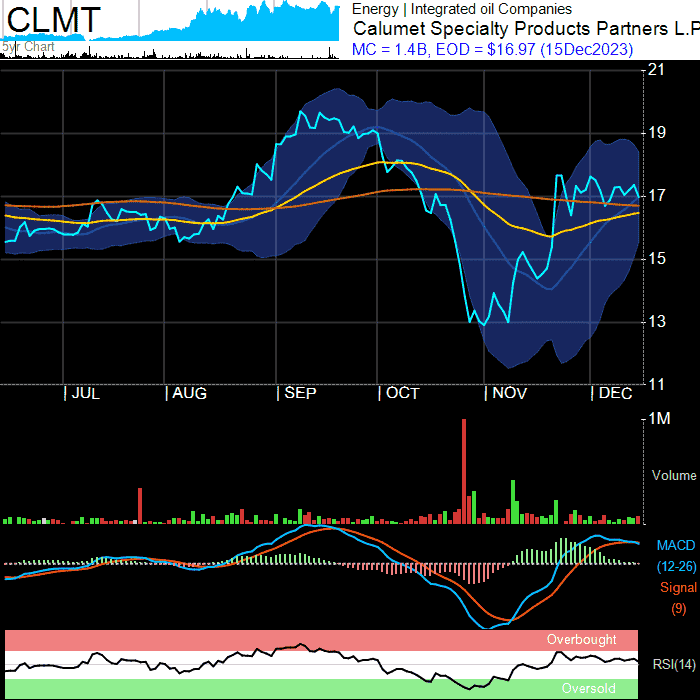 CLMT
5yr Chart
Energy | Integrated oil Companies
Calumet Specialty Products Partners L.P
MC = 1.4B, EOD = $16.97 (15Dec2023)
21
19
17
15
13
11
| JUL | AUG | SEP | OCT | NOV | DEC
1M
Volume
MACD
(12-26)
Signal
(9)
Overbought
RSI(14)
Oversold